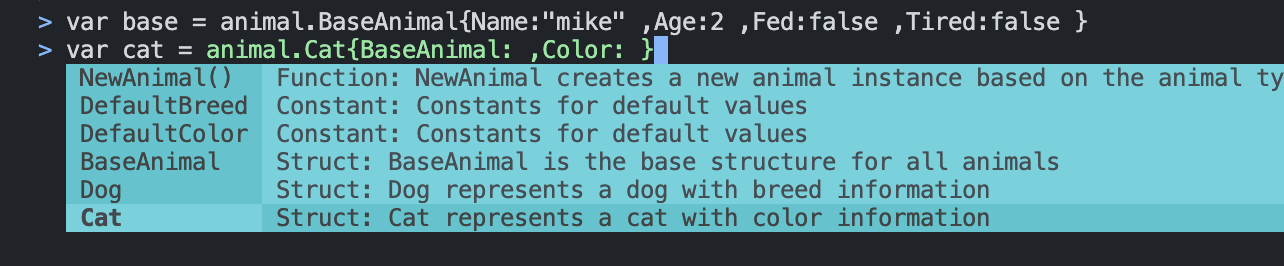 > var base = animal.BaseAnimal{Name:"mike" ,Age:2 ,Fed:false ,Tired:false }
> var cat = animal.Cat{BaseAnimal: ,Color: }
NewAnimal() Function: NewAnimal creates a new animal instance based on the animal ty
DefaultBreed Constant: Constants for default values
DefaultColor Constant: Constants for default values
BaseAnimal Struct: BaseAnimal is the base structure for all animals
Dog Struct: Dog represents a dog with breed information
Cat Struct: Cat represents a cat with color information